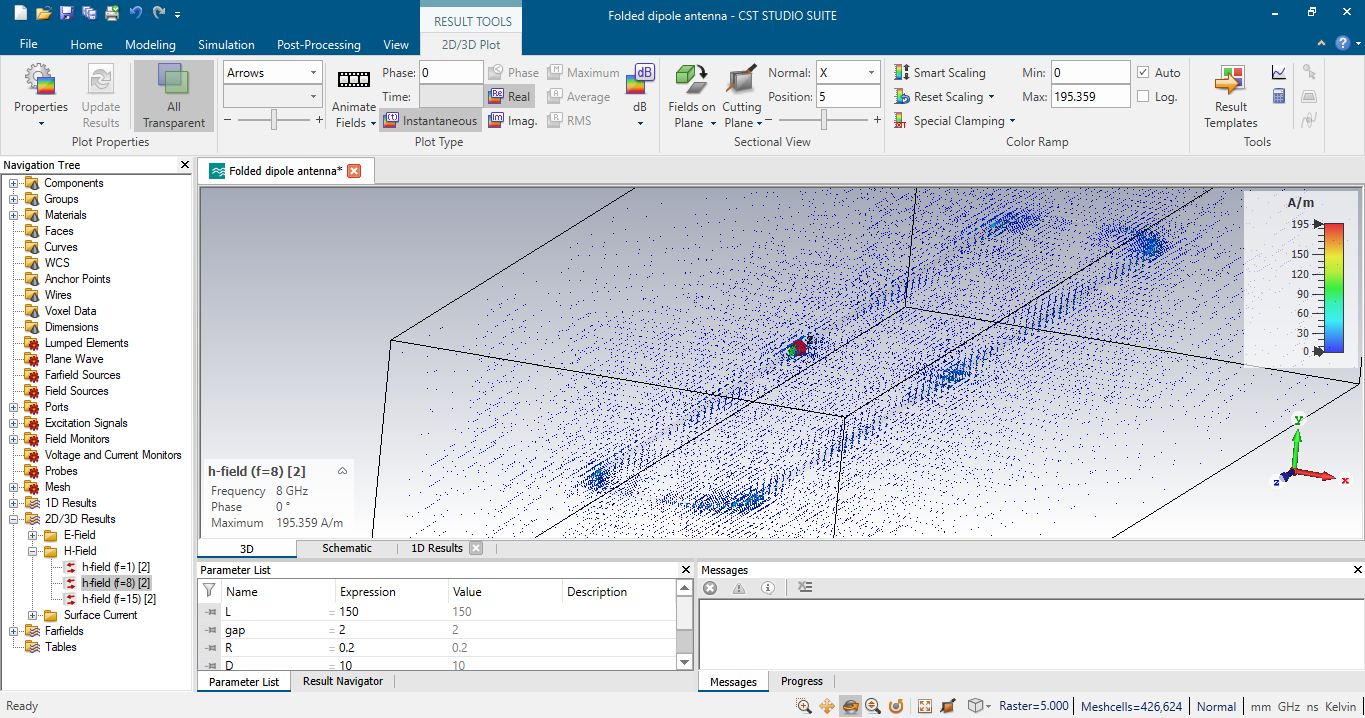 Folded dipole antenna - CST STUDIO SUITE
RESULT TOOLS
File Home Modeling Simulation Post-Processing View 2D/3D Plot
Properties
Update Results
All Transparent
Plot Properties
Arrows
Animate Fields
Phase: 0
Time:
Instantaneous
Phase
Real
Imag.
Maximum
Average
RMS
dB
dB
Plot Type
Fields on Plane
Cutting Plane
Normal: X
Position: 5
Sectional View
Smart Scaling
Reset Scaling
Special Clamping
Min: 0
Max: 195.359
Auto
Log.
Color Ramp
Result Templates
Tools
Navigation Tree
Components
Groups
Materials
Faces
Curves
WCS
Anchor Points
Wires
Voxel Data
Dimensions
Lumped Elements
Plane Wave
Farfield Sources
Field Sources
Ports
Excitation Signals
Field Monitors
Voltage and Current Monitors
Probes
Mesh
1D Results
2D/3D Results
E-Field
H-Field
h-field (f=1) [2]
h-field (f=8) [2]
h-field (f=15) [2]
Surface Current
Farfields
Tables
Folded dipole antenna*
A/m
195
150
120
90
60
30
0
y
x
z
h-field (f=8) [2]
Frequency 8 GHz
Phase 0 °
Maximum 195.359 A/m
3D Schematic 1D Results
Parameter List
Name Expression Value Description
L = 150 150
gap = 2 2
R = 0.2 0.2
D = 10 10
Parameter List Result Navigator
Messages
Messages Progress
Ready
Raster=5.000 Meshcells=426,624 Normal mm GHz ns Kelvin